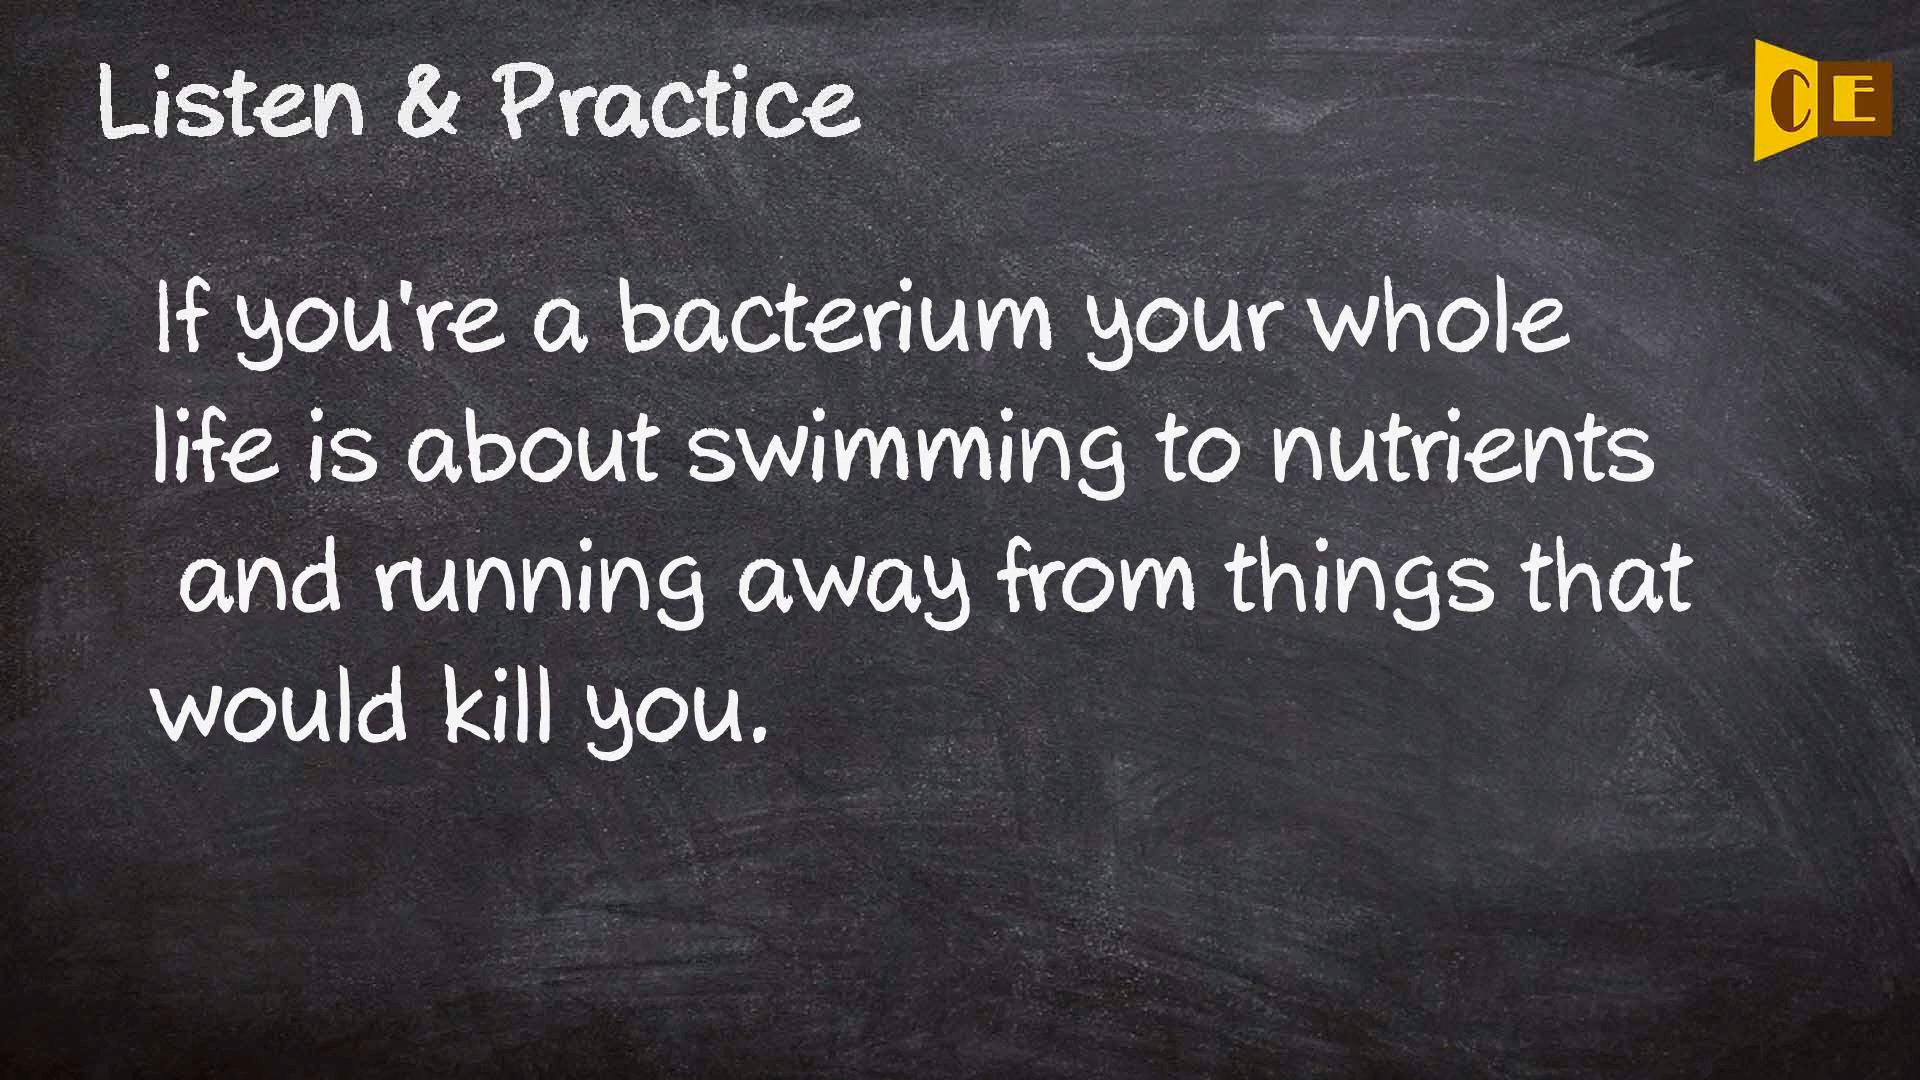 Listen & Practice
CE
If you're a bacterium your whole
life is about swimming to nutrients
and running away from things that
would kill you.